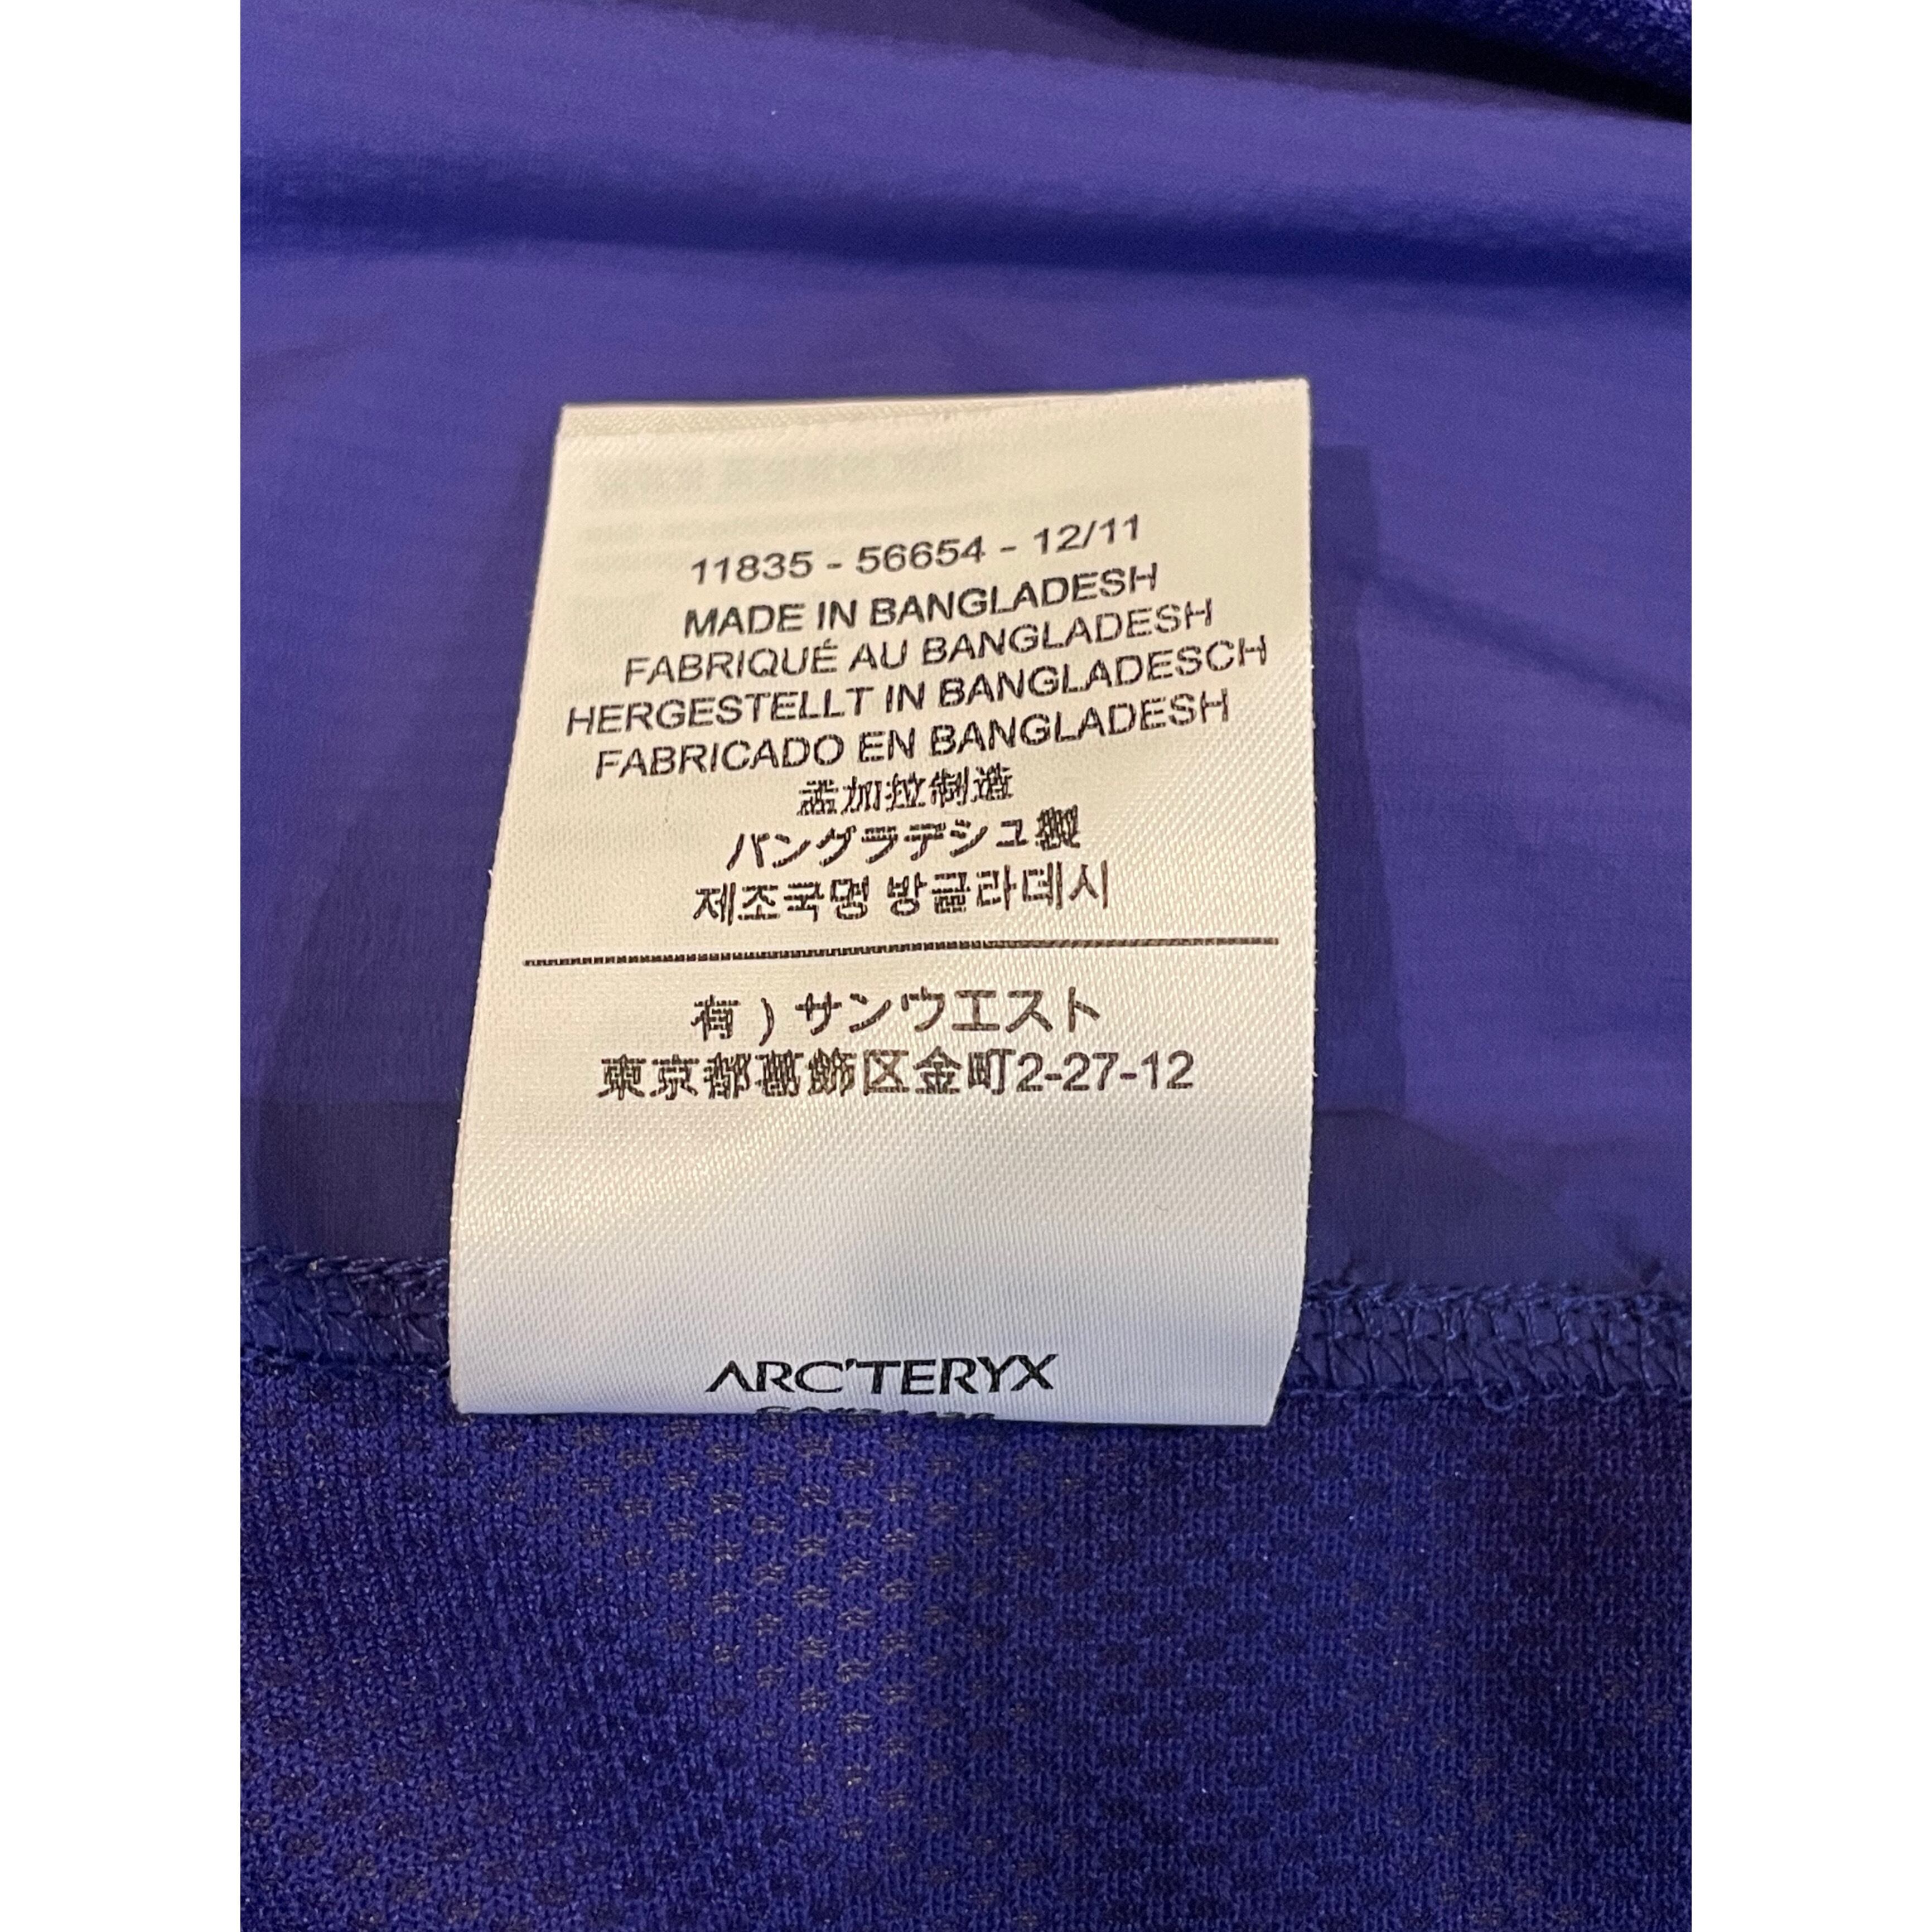 11835 - 56654 - 12/11
MADE IN BANGLADESH
FABRIQUÉ AU BANGLADESH
HERGESTELLT IN BANGLADESCH
FABRICADO EN BANGLADESH
孟加拉制造
バングラデシュ製
제조국명 방글라데시
有 ) サンウエスト
東京都葛飾区金町2-27-12
ARC'TERYX